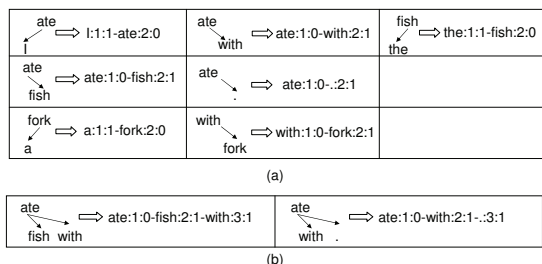 ate
I
I:1:1-ate:2:0
ate
with
ate:1:0-with:2:1
fish
the
the:1:1-fish:2:0
ate
fish
ate:1:0-fish:2:1
ate
.
ate:1:0-.:2:1
fork
a
a:1:1-fork:2:0
with
fork
with:1:0-fork:2:1
(a)
ate
fish with
ate:1:0-fish:2:1-with:3:1
ate
with .
ate:1:0-with:2:1-.:3:1
(b)